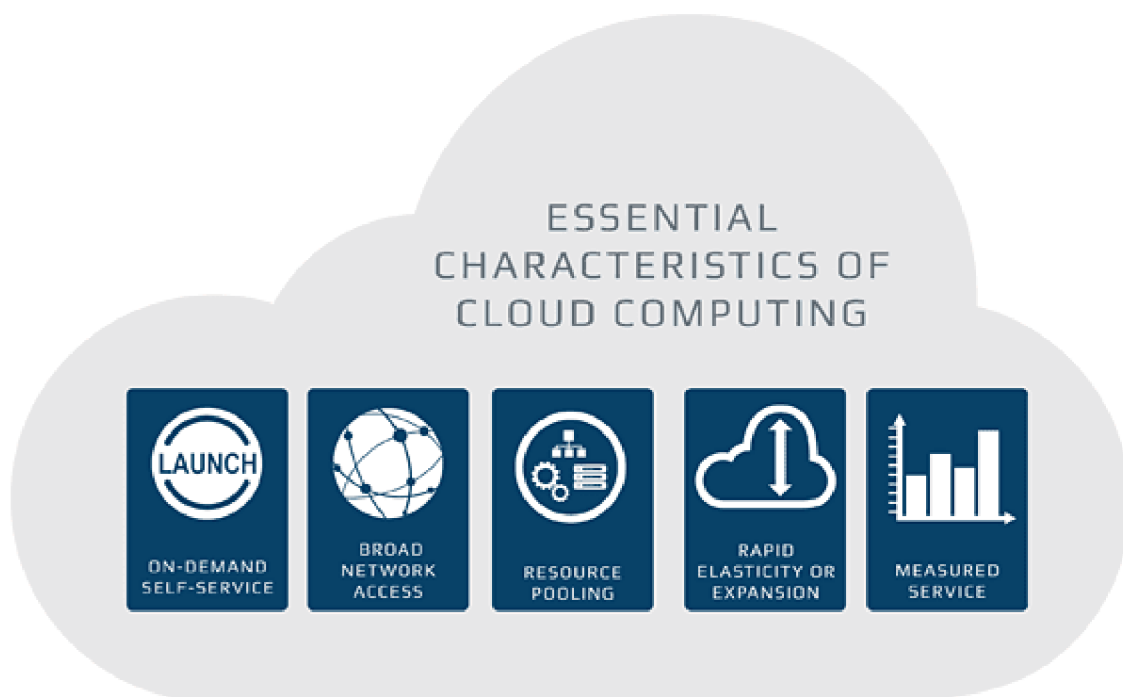 ESSENTIAL
CHARACTERISTICS OF
CLOUD COMPUTING
LAUNCH
ON-DEMAND
SELF-SERVICE
BROAD
NETWORK
ACCESS
RESOURCE
POOLING
RAPID
ELASTICITY OR
EXPANSION
MEASURED
SERVICE